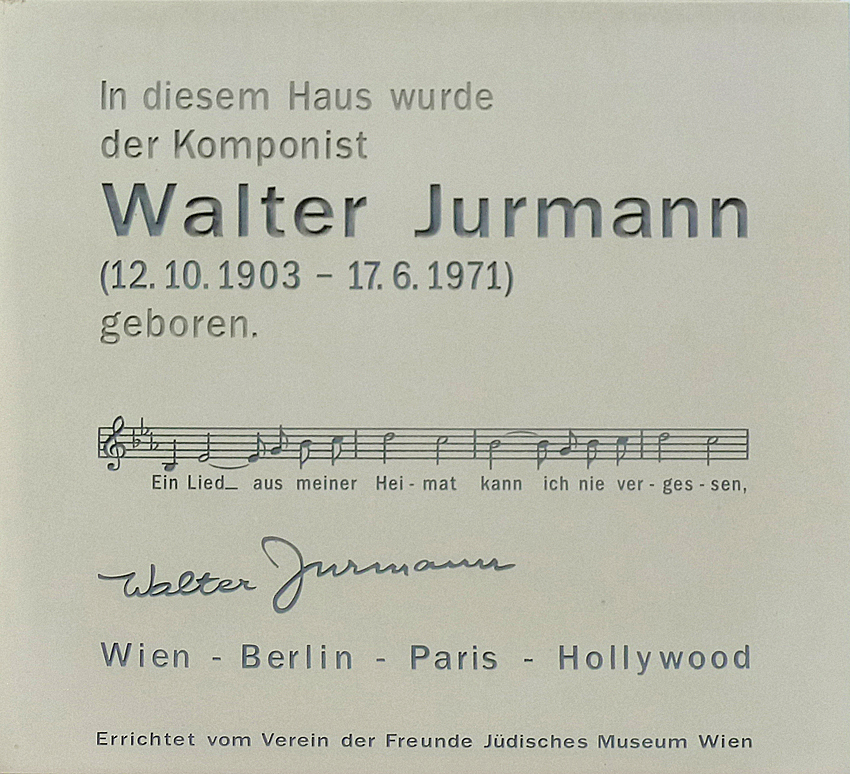 In diesem Haus wurde
der Komponist
Walter Jurmann
(12. 10. 1903 – 17. 6. 1971)
geboren.
Ein Lied_ aus meiner Hei - mat kann ich nie ver - ges - sen,
Walter Jurmann
Wien - Berlin - Paris - Hollywood
Errichtet vom Verein der Freunde Jüdisches Museum Wien